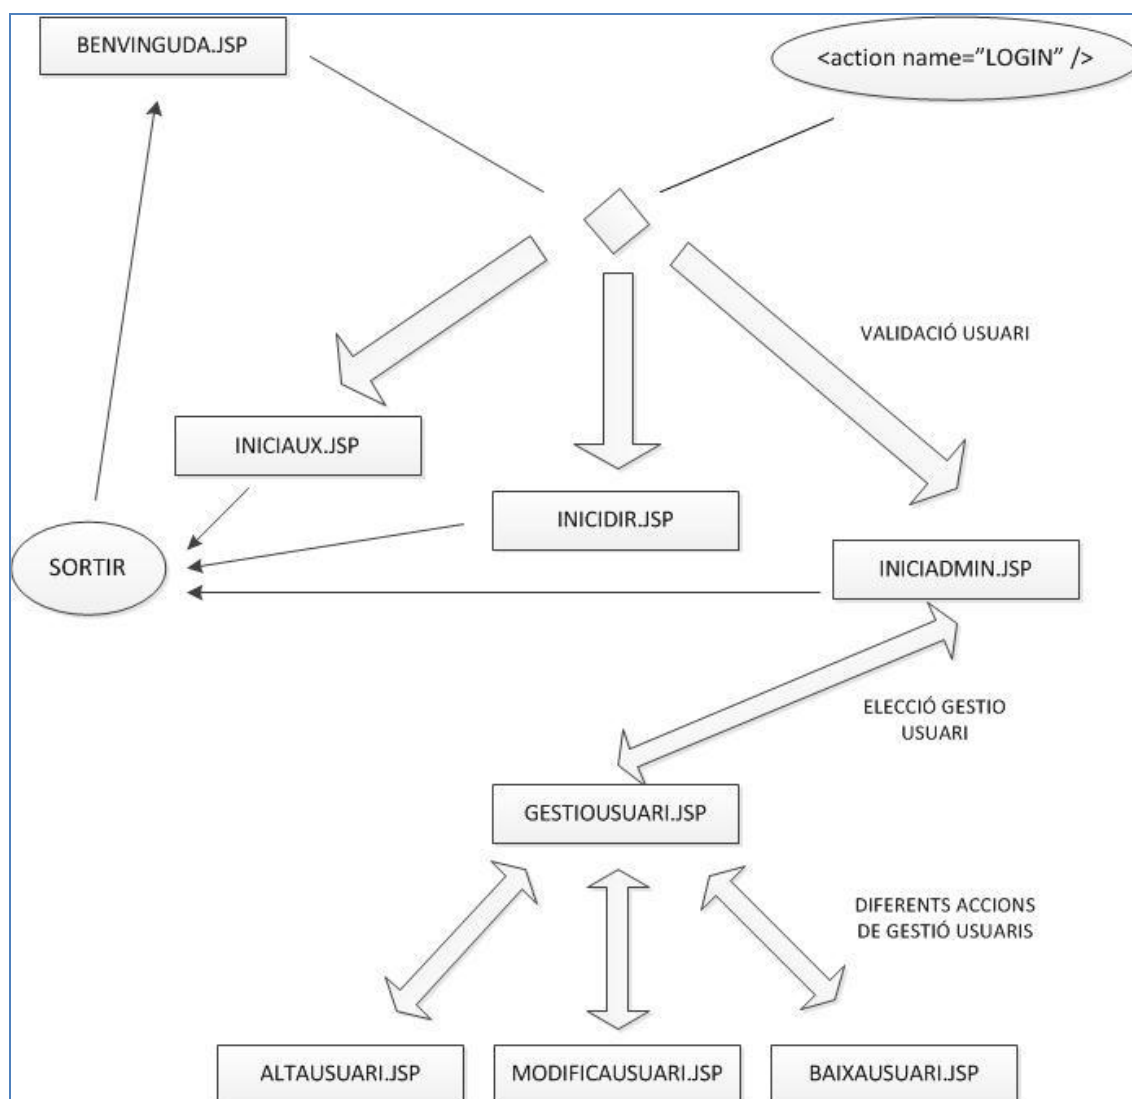 BENVINGUDA.JSP
<action name=”LOGIN” />
VALIDACIÓ USUARI
INICIAUX.JSP
INICIDIR.JSP
SORTIR
INICIADMIN.JSP
ELECCIÓ GESTIO
USUARI
GESTIOUSUARI.JSP
DIFERENTS ACCIONS
DE GESTIÓ USUARIS
ALTAUSUARI.JSP
MODIFICAUSUARI.JSP
BAIXAUSUARI.JSP